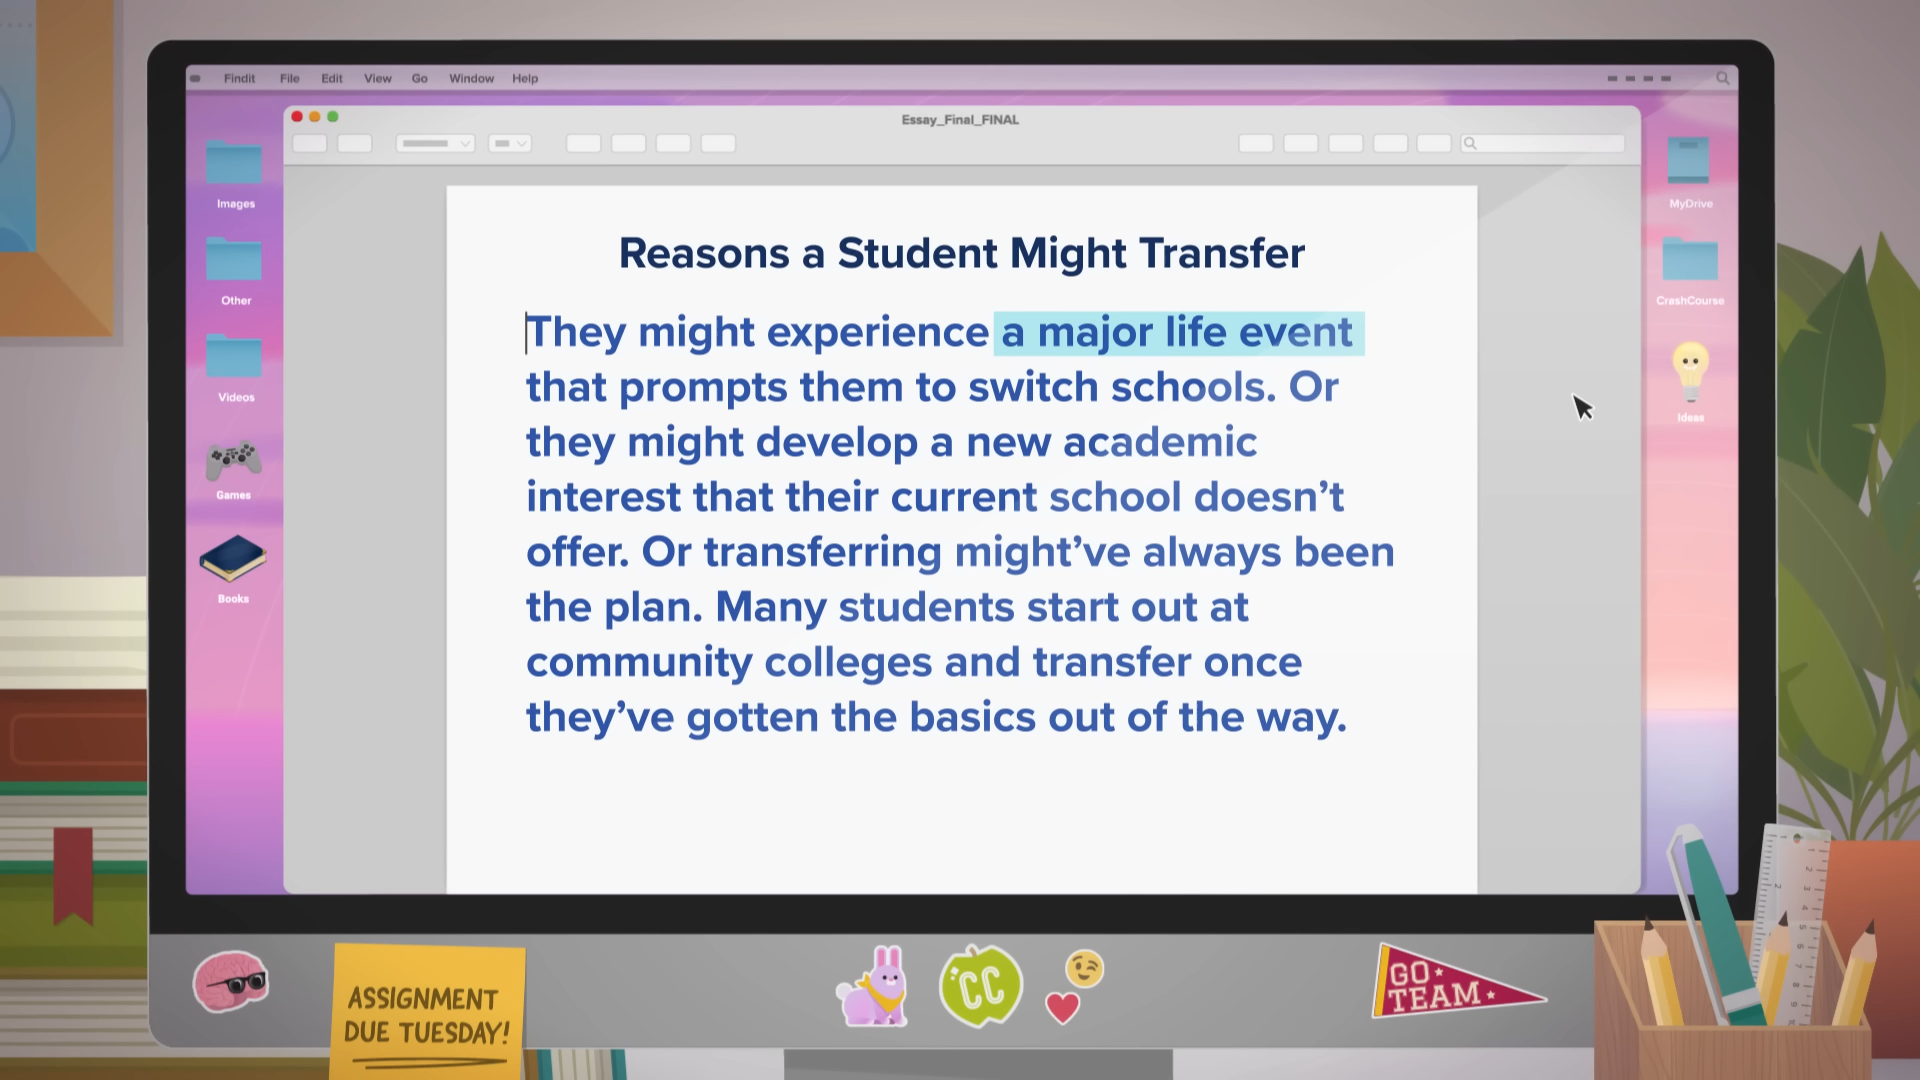 Findit File Edit View Go Window Help
Essay_Final_FINAL
Images
Other
Videos
Games
Books
Reasons a Student Might Transfer
They might experience a major life event
that prompts them to switch schools. Or
they might develop a new academic
interest that their current school doesn’t
offer. Or transferring might’ve always been
the plan. Many students start out at
community colleges and transfer once
they’ve gotten the basics out of the way.
MyDrive
CrashCourse
Ideas
ASSIGNMENT
DUE TUESDAY!
CC
GO
TEAM